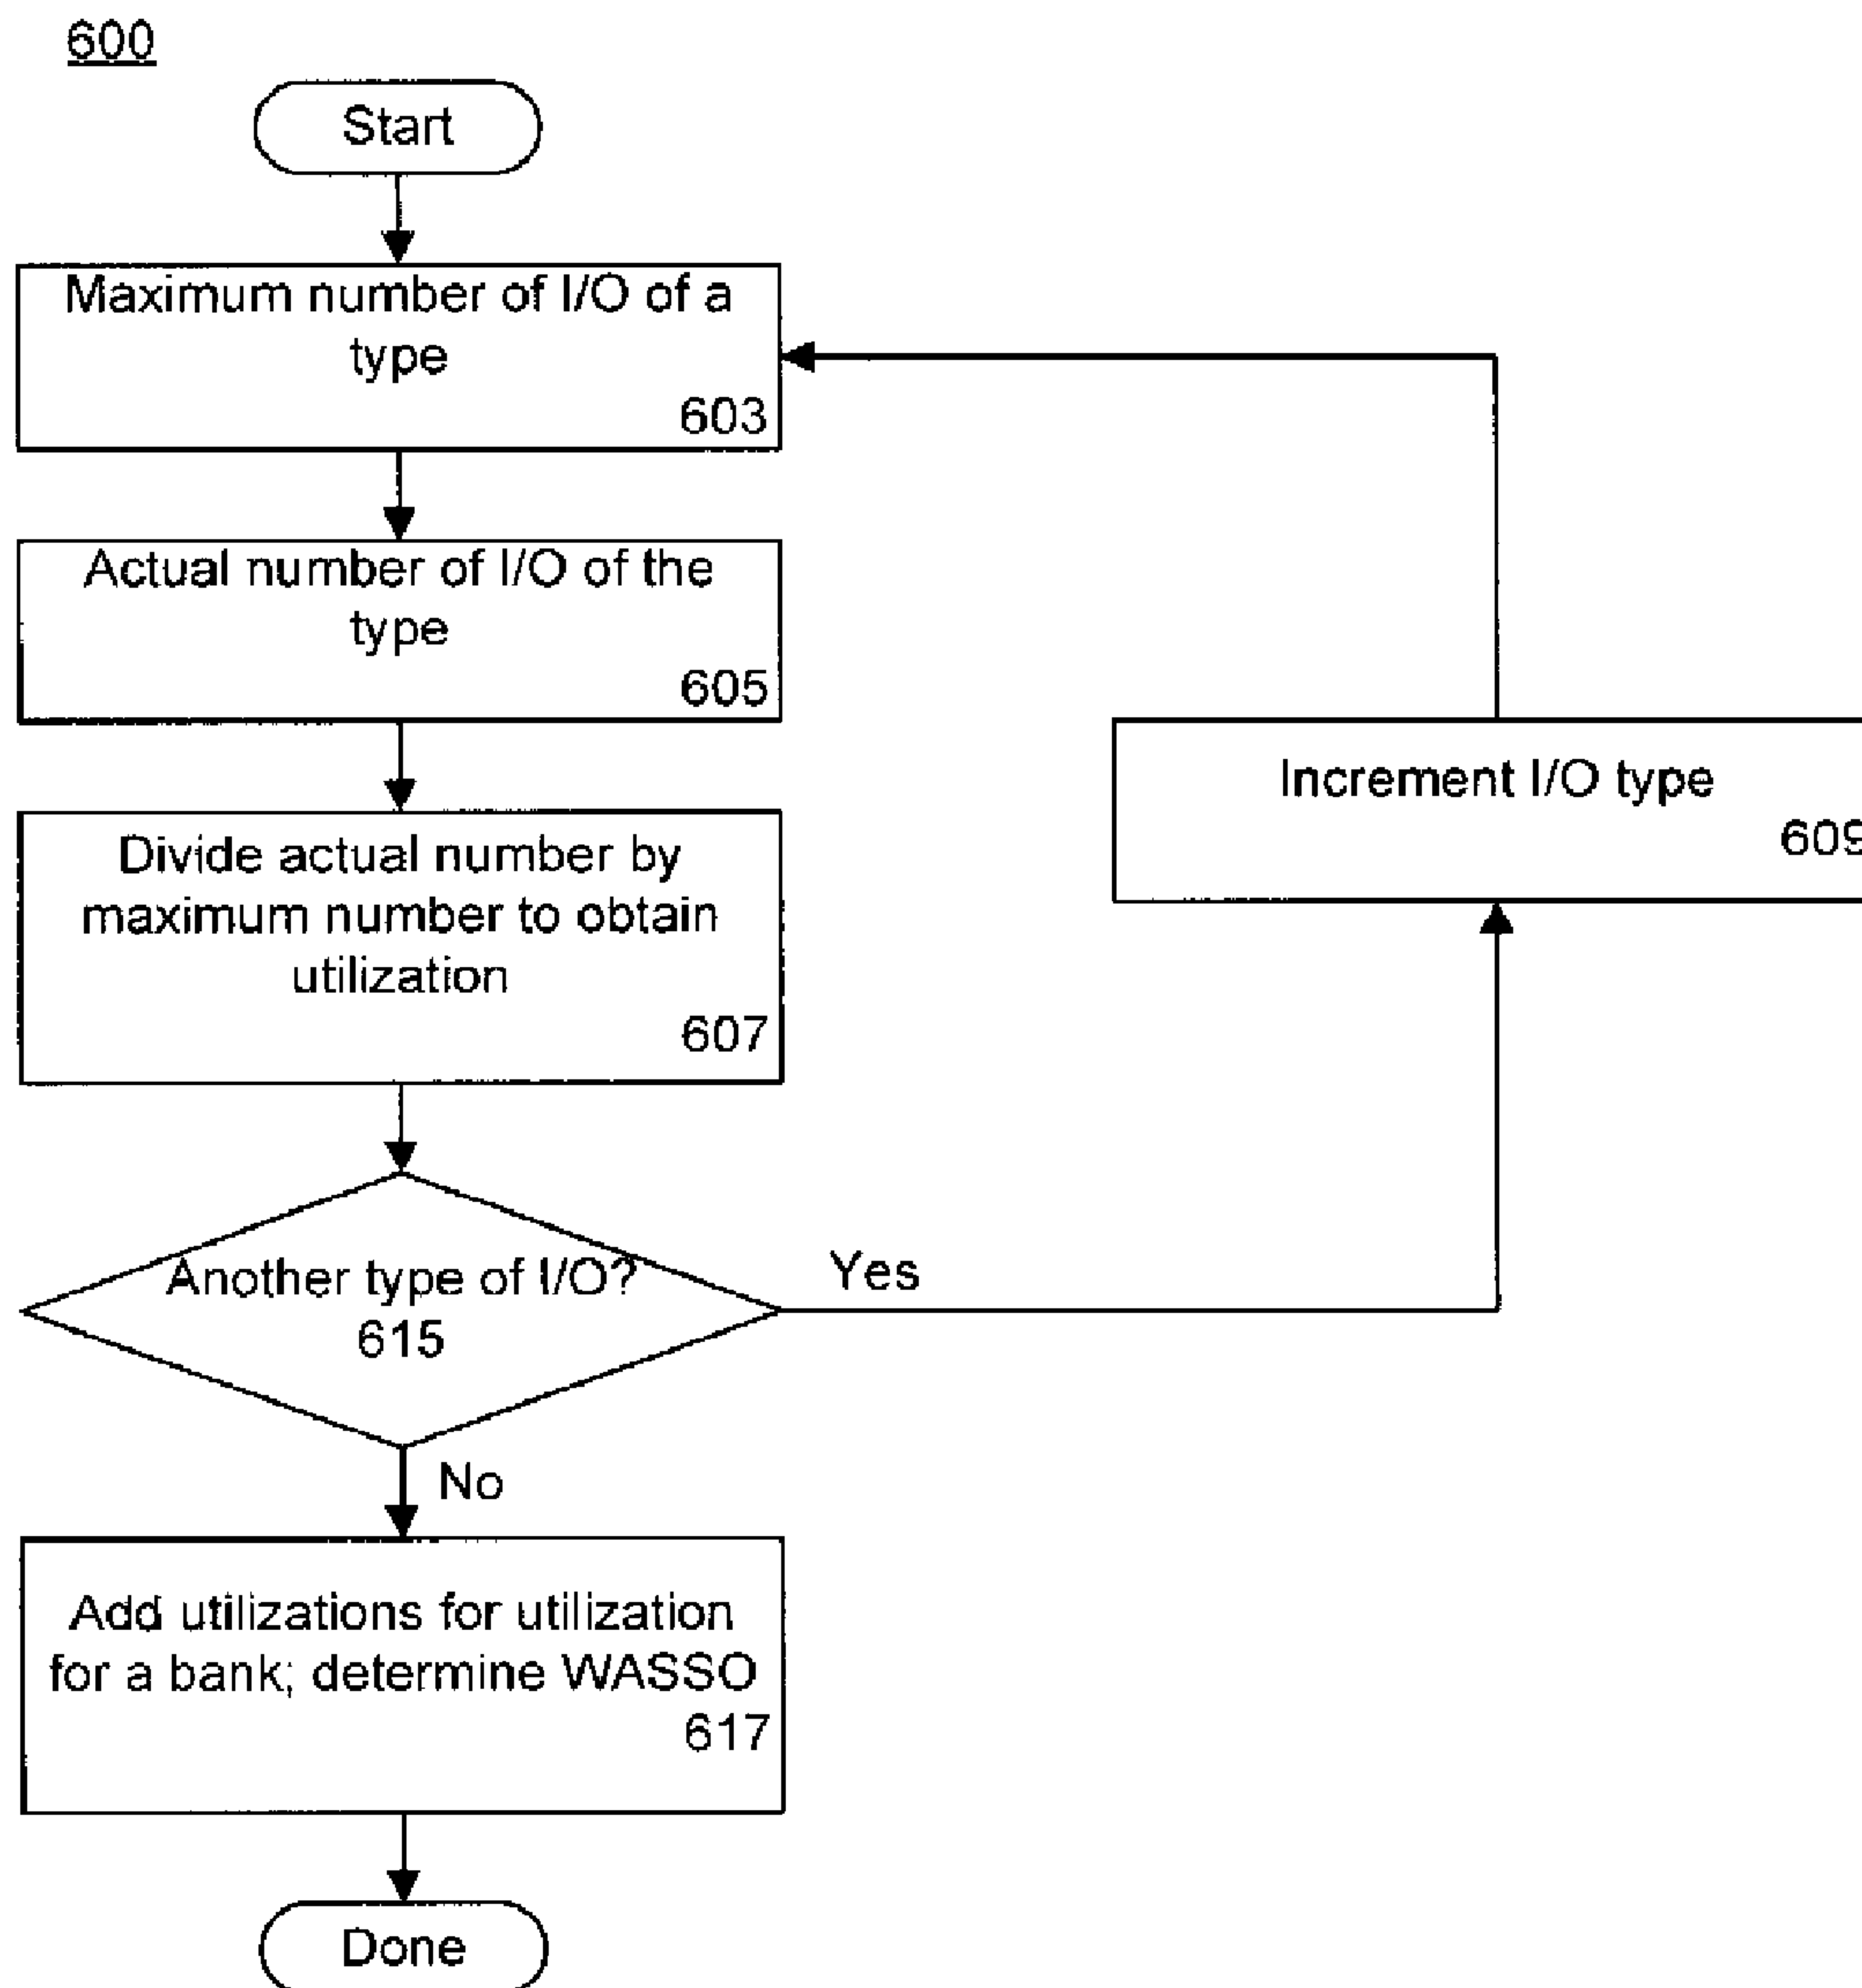 600
Start
Maximum number of I/O of a
type
603
Actual number of I/O of the
type
605
Divide actual number by
maximum number to obtain
utilization
607
Increment I/O type
609
Another type of I/O?
615
Yes
No
Add utilizations for utilization
for a bank; determine WASSO
617
Done